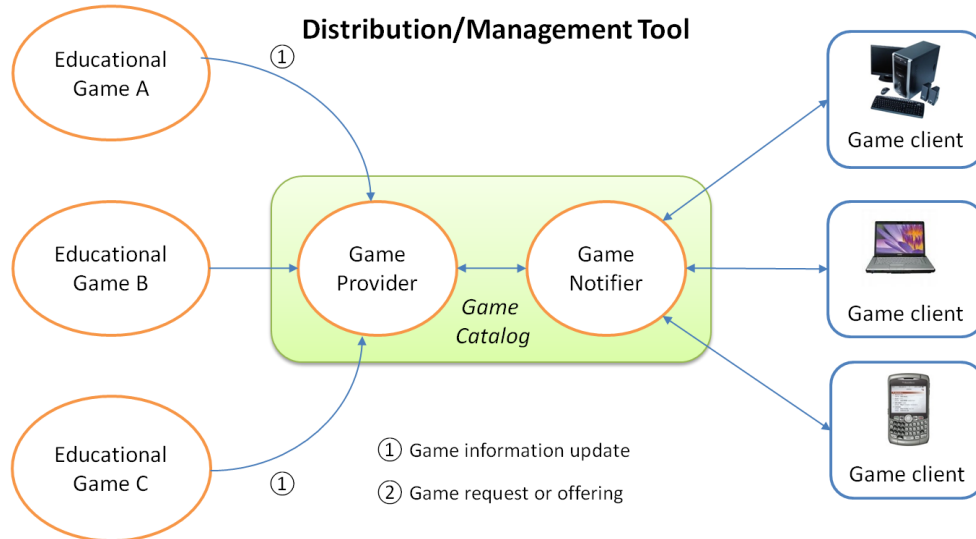 Distribution/Management Tool
Educational
Game A
①
Educational
Game B
Educational
Game C
①
Game
Provider
Game
Notifier
Game
Catalog
① Game information update
② Game request or offering
Game client
Game client
Game client